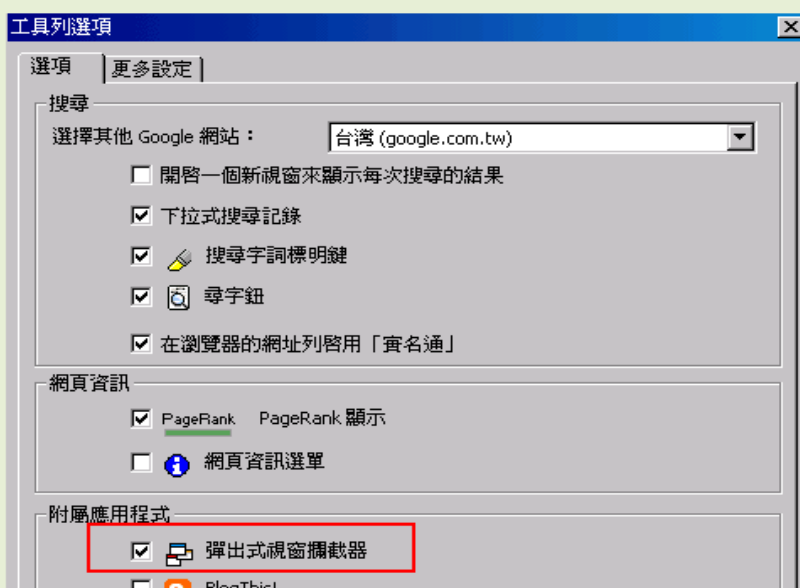 工具列選項
選項 更多設定
搜尋
選擇其他 Google 網站： 台灣 (google.com.tw)
開啓一個新視窗來顯示每次搜尋的結果
下拉式搜尋記錄
搜尋字詞標明鍵
尋字鈕
在瀏覽器的網址列啓用「實名通」
網頁資訊
PageRank PageRank 顯示
網頁資訊選單
附屬應用程式
彈出式視窗攔截器
BlogThis!